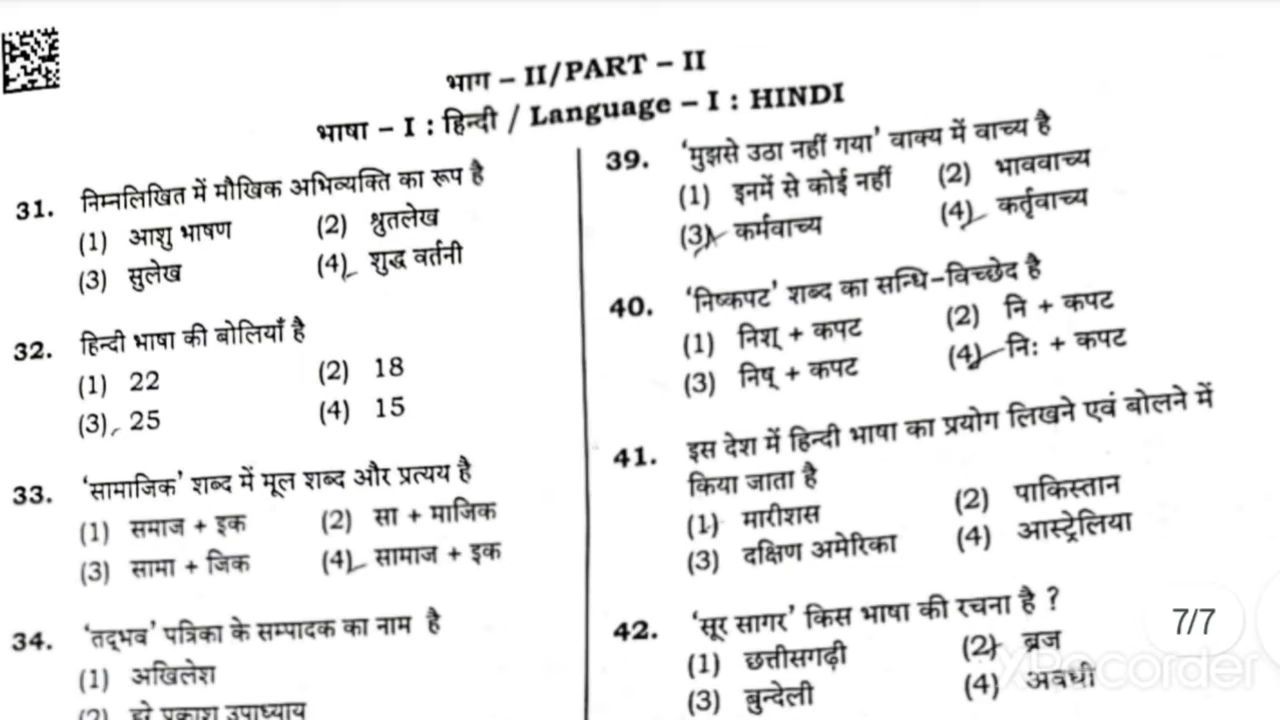 भाग – II/PART – II
भाषा – I : हिन्दी / Language – I : HINDI
31. निम्नलिखित में मौखिक अभिव्यक्ति का रूप है
(1) आशु भाषण (2) श्रुतलेख
(3) सुलेख (4) शुद्ध वर्तनी
32. हिन्दी भाषा की बोलियाँ है
(1) 22 (2) 18
(3) 25 (4) 15
33. ‘सामाजिक’ शब्द में मूल शब्द और प्रत्यय है
(1) समाज + इक (2) सा + माजिक
(3) सामा + जिक (4) सामाज + इक
34. ‘तद्भव’ पत्रिका के सम्पादक का नाम है
(1) अखिलेश
(2) हरे प्रकाश उपाध्याय
39. ‘मुझसे उठा नहीं गया’ वाक्य में वाच्य है
(1) इनमें से कोई नहीं (2) भाववाच्य
(3) कर्मवाच्य (4) कर्तृवाच्य
40. ‘निष्कपट’ शब्द का सन्धि-विच्छेद है
(1) निश् + कपट (2) नि + कपट
(3) निष् + कपट (4) निः + कपट
41. इस देश में हिन्दी भाषा का प्रयोग लिखने एवं बोलने में
किया जाता है
(1) मारीशस (2) पाकिस्तान
(3) दक्षिण अमेरिका (4) आस्ट्रेलिया
42. ‘सूर सागर’ किस भाषा की रचना है ?
(1) छत्तीसगढ़ी (2) ब्रज
(3) बुन्देली (4) अवधी
7/7
XRecorder